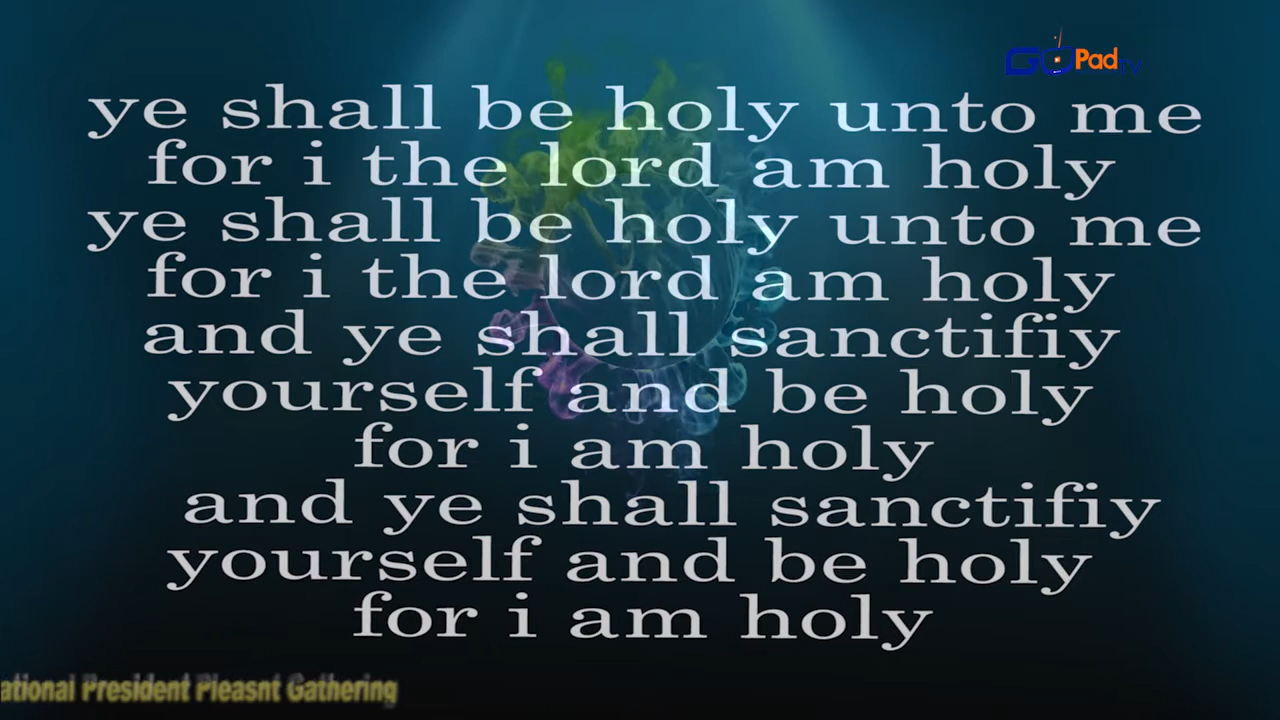 GOPad TV
ye shall be holy unto me
for i the lord am holy
ye shall be holy unto me
for i the lord am holy
and ye shall sanctifiy
yourself and be holy
for i am holy
and ye shall sanctifiy
yourself and be holy
for i am holy
ational President Pleasnt Gathering